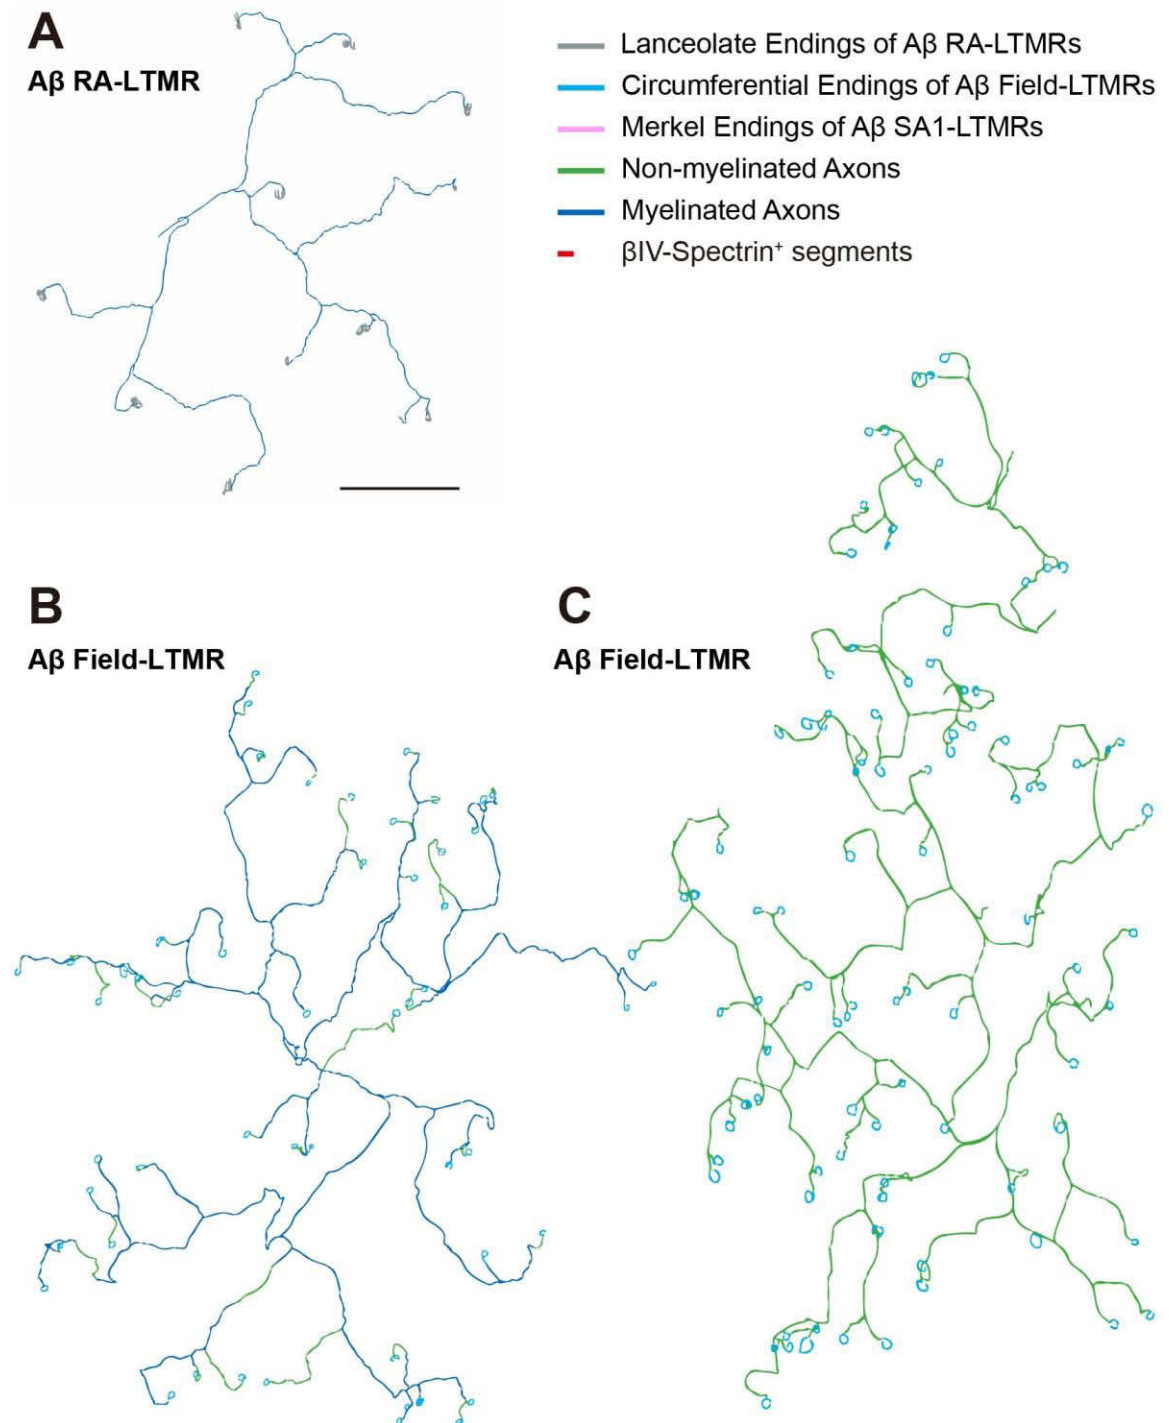 A
Aβ RA-LTMR
Lanceolate Endings of Aβ RA-LTMRs
Circumferential Endings of Aβ Field-LTMRs
Merkel Endings of Aβ SA1-LTMRs
Non-myelinated Axons
Myelinated Axons
βIV-Spectrin⁺ segments
B
Aβ Field-LTMR
C
Aβ Field-LTMR